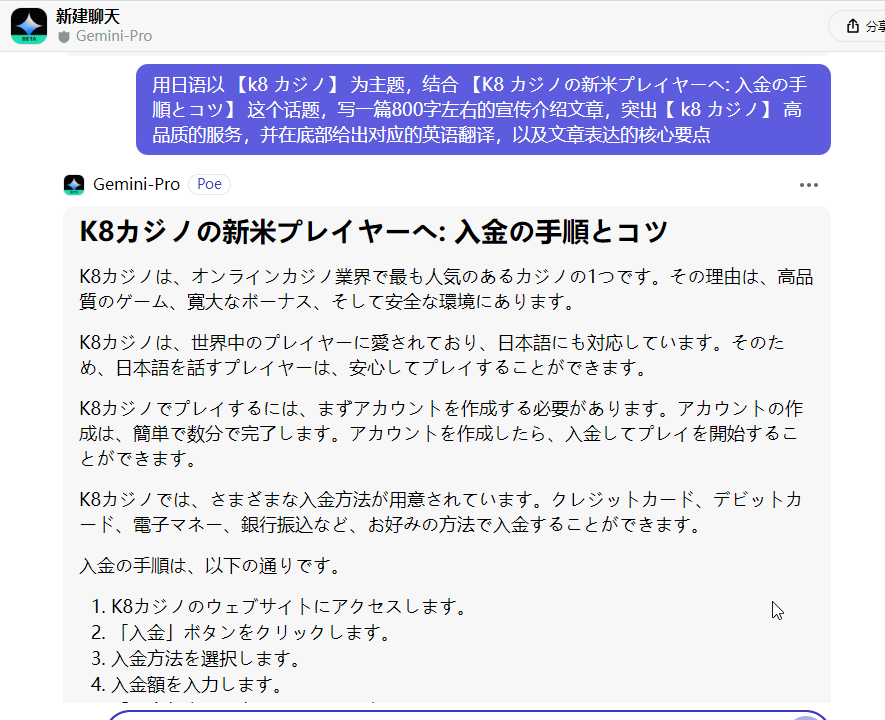 新建聊天
Gemini-Pro
分享
BETA
用日语以 【k8 カジノ】 为主题，结合 【K8 カジノの新米プレイヤーへ: 入金の手
順とコツ】 这个话题，写一篇800字左右的宣传介绍文章，突出【 k8 カジノ】 高
品质的服务，并在底部给出对应的英语翻译，以及文章表达的核心要点
Gemini-Pro Poe
K8カジノの新米プレイヤーへ: 入金の手順とコツ
K8カジノは、オンラインカジノ業界で最も人気のあるカジノの1つです。その理由は、高品
質のゲーム、寛大なボーナス、そして安全な環境にあります。
K8カジノは、世界中のプレイヤーに愛されており、日本語にも対応しています。そのた
め、日本語を話すプレイヤーは、安心してプレイすることができます。
K8カジノでプレイするには、まずアカウントを作成する必要があります。アカウントの作
成は、簡単で数分で完了します。アカウントを作成したら、入金してプレイを開始するこ
とができます。
K8カジノでは、さまざまな入金方法が用意されています。クレジットカード、デビットカ
ード、電子マネー、銀行振込など、お好みの方法で入金することができます。
入金の手順は、以下の通りです。
1. K8カジノのウェブサイトにアクセスします。
2. 「入金」ボタンをクリックします。
3. 入金方法を選択します。
4. 入金額を入力します。